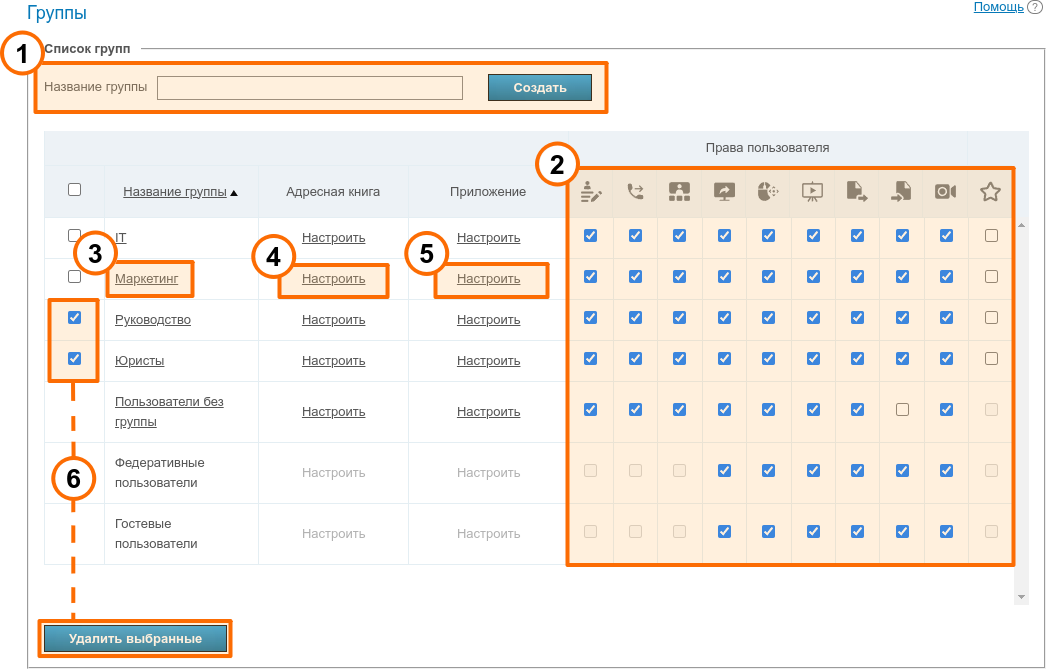 Группы
Помощь ?
1
Список групп
Название группы
Создать
Права пользователя
2
Название группы ▲
Адресная книга
Приложение
IT
Настроить
Настроить
3
4
5
Маркетинг
Настроить
Настроить
Руководство
Настроить
Настроить
Юристы
Настроить
Настроить
Пользователи без
группы
Настроить
Настроить
6
Федеративные
пользователи
Настроить
Настроить
Гостевые
пользователи
Настроить
Настроить
Удалить выбранные